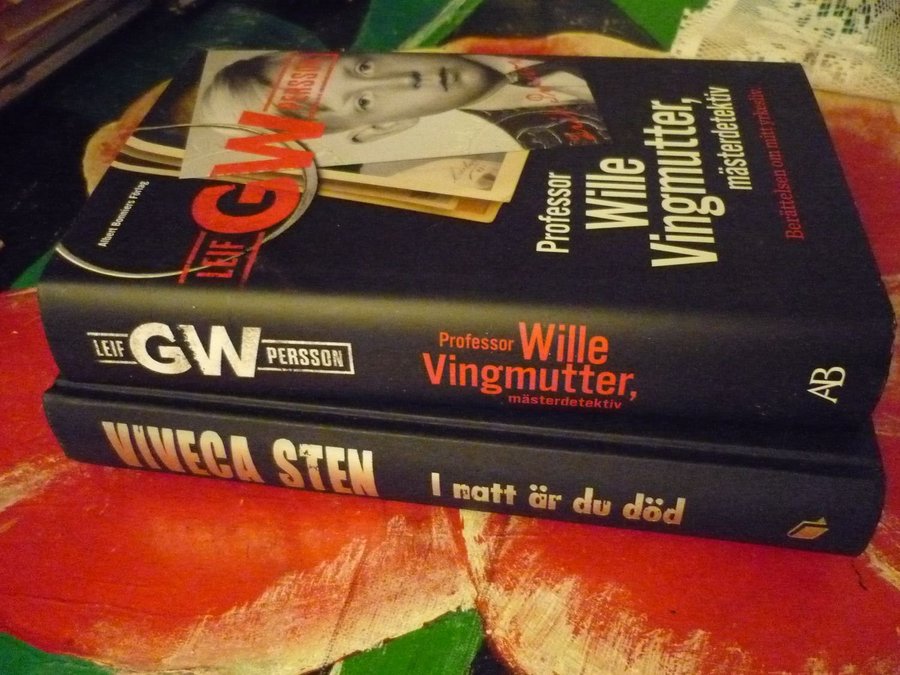 LEIF
GW
PERSSON
Albert Bonniers Förlag
Professor
Wille
Vingmutter,
mästerdetektiv
Berättelsen om mitt yrkesliv.
LEIF
GW
PERSSON
Professor Wille
Vingmutter,
mästerdetektiv
AB
VIVECA STEN
I natt är du död